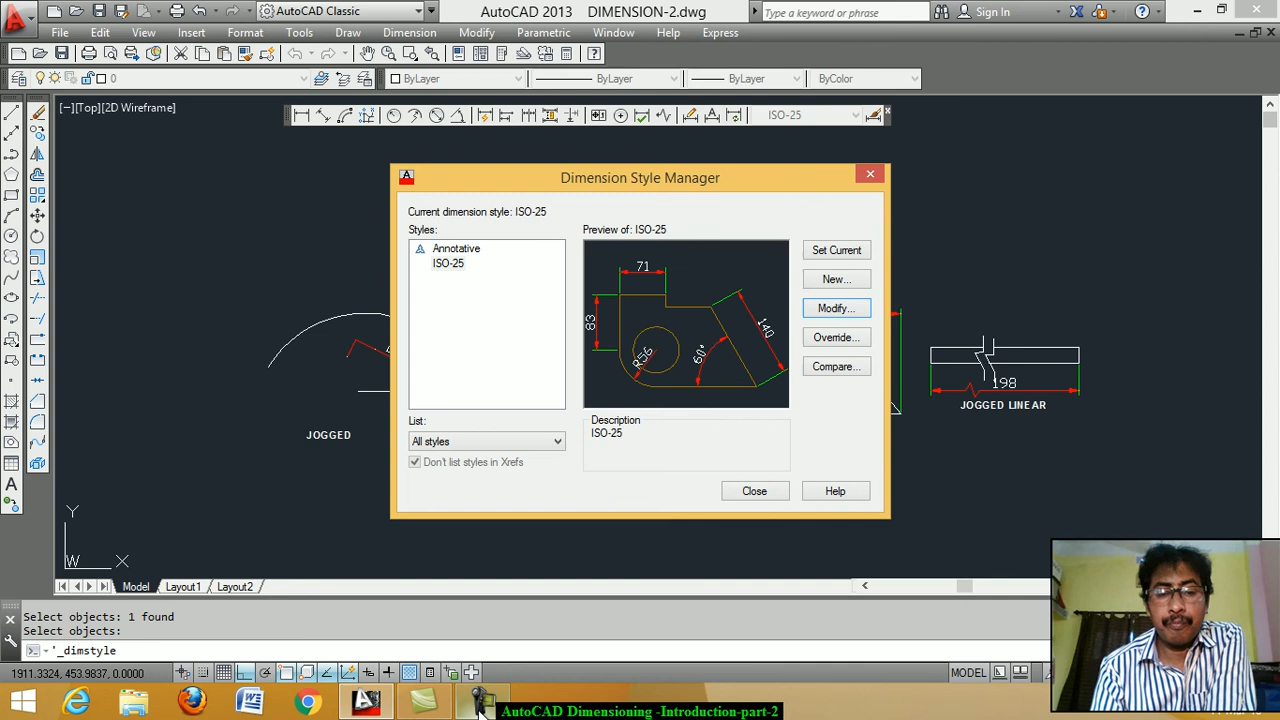 AutoCAD Classic
AutoCAD 2013 DIMENSION-2.dwg
Type a keyword or phrase
Sign In
File Edit View Insert Format Tools Draw Dimension Modify Parametric Window Help Express
0
ByLayer
ByLayer
ByLayer
ByColor
[−][Top][2D Wireframe]
ISO-25
Dimension Style Manager
Current dimension style: ISO-25
Styles:
Annotative
ISO-25
Preview of: ISO-25
71
83
R56
60°
140
Set Current
New...
Modify...
Override...
Compare...
List:
All styles
Don't list styles in Xrefs
Description
ISO-25
Close
Help
JOGGED
198
JOGGED LINEAR
Y
W X
Model Layout1 Layout2
Select objects: 1 found
Select objects:
'_dimstyle
1911.3324, 453.9837, 0.0000
MODEL
AutoCAD Dimensioning -Introduction-part-2